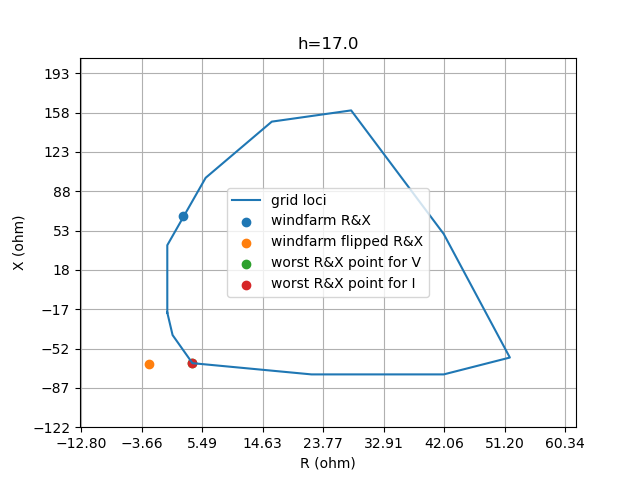 h=17.0
193
158
123
88
53
18
−17
−52
−87
−122
X (ohm)
grid loci
windfarm R&X
windfarm flipped R&X
worst R&X point for V
worst R&X point for I
−12.80 −3.66 5.49 14.63 23.77 32.91 42.06 51.20 60.34
R (ohm)